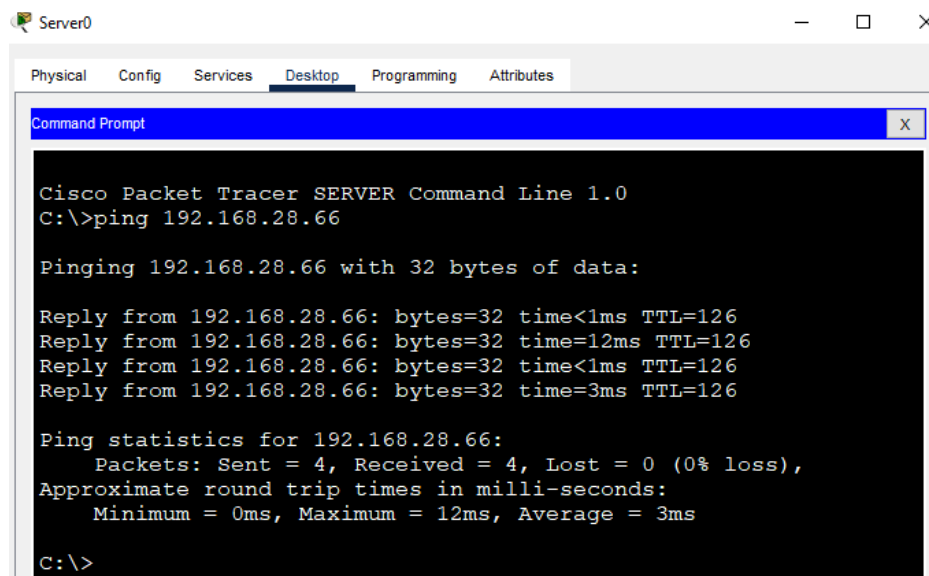 Server0
Physical Config Services Desktop Programming Attributes
Command Prompt X
Cisco Packet Tracer SERVER Command Line 1.0
C:\>ping 192.168.28.66
Pinging 192.168.28.66 with 32 bytes of data:
Reply from 192.168.28.66: bytes=32 time<1ms TTL=126
Reply from 192.168.28.66: bytes=32 time=12ms TTL=126
Reply from 192.168.28.66: bytes=32 time<1ms TTL=126
Reply from 192.168.28.66: bytes=32 time=3ms TTL=126
Ping statistics for 192.168.28.66:
Packets: Sent = 4, Received = 4, Lost = 0 (0% loss),
Approximate round trip times in milli-seconds:
Minimum = 0ms, Maximum = 12ms, Average = 3ms
C:\>